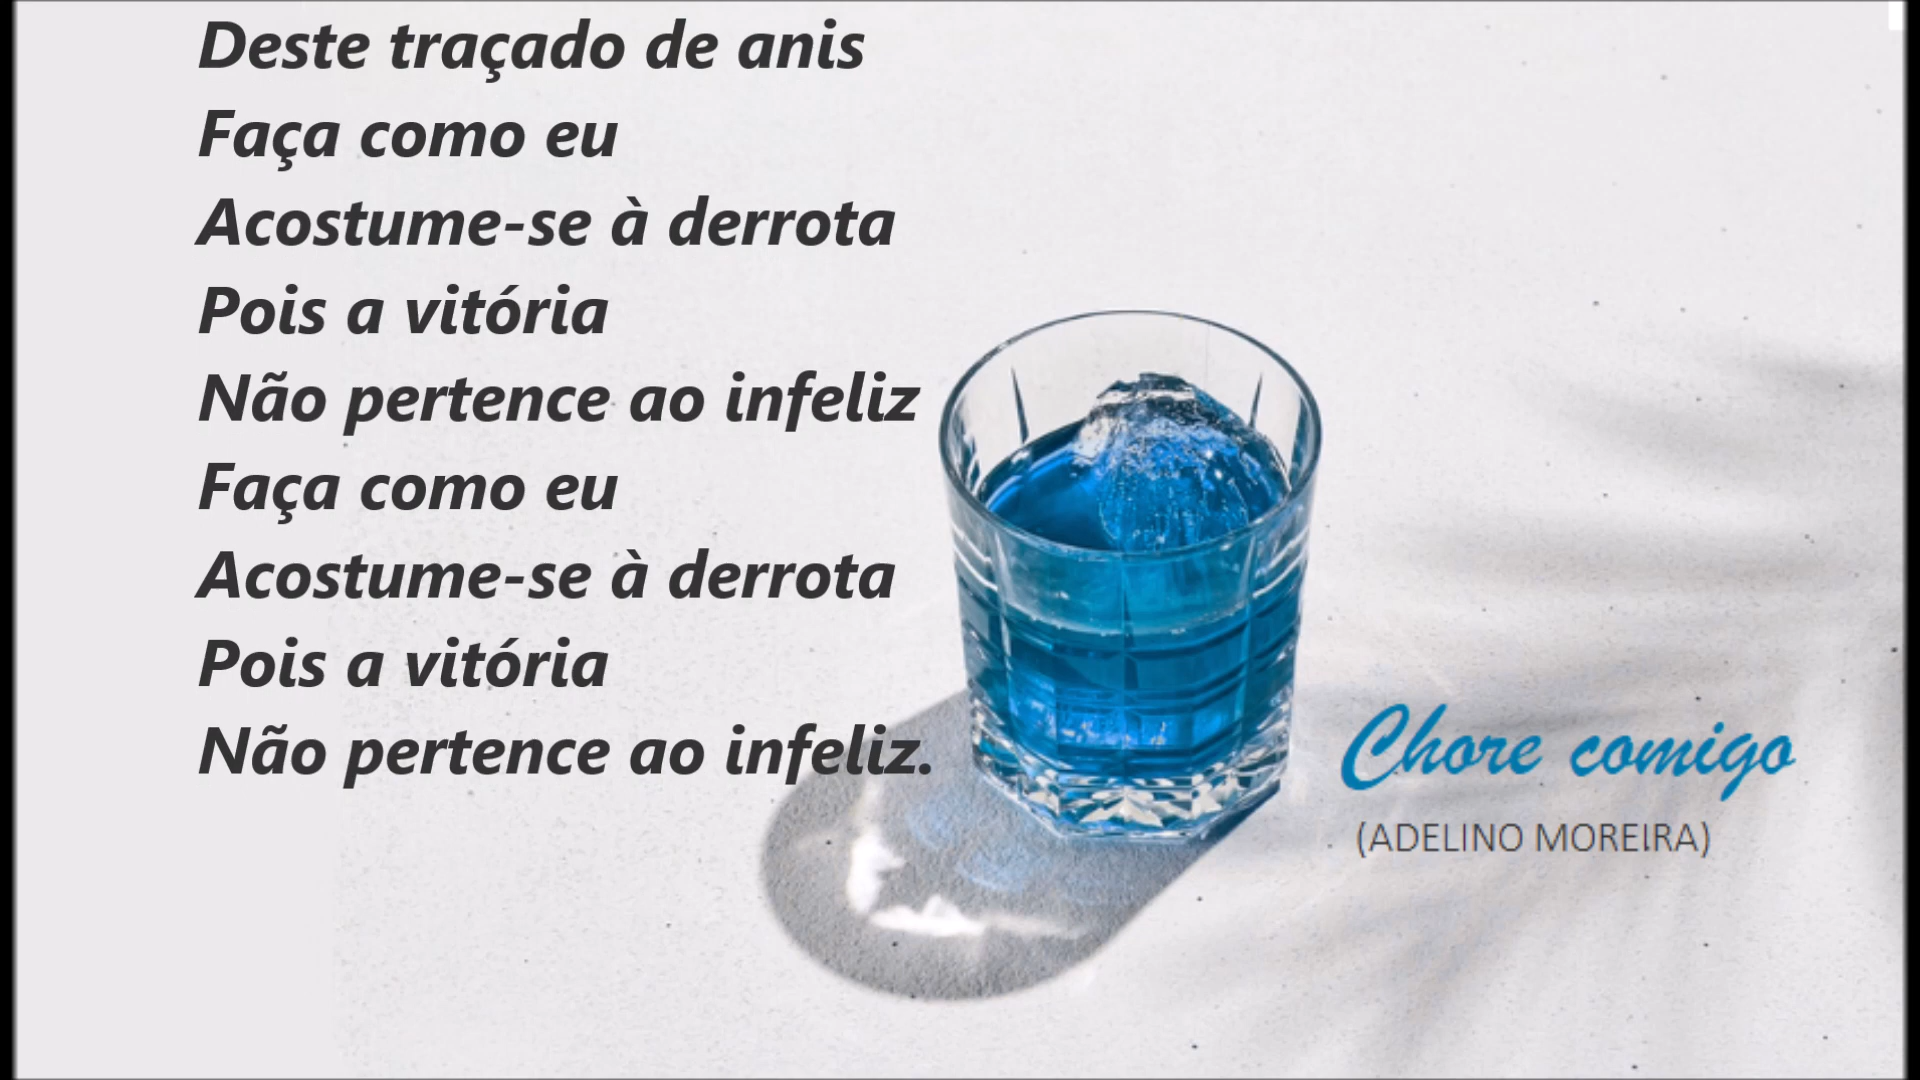 Deste traçado de anis
Faça como eu
Acostume-se à derrota
Pois a vitória
Não pertence ao infeliz
Faça como eu
Acostume-se à derrota
Pois a vitória
Não pertence ao infeliz.
Chore comigo
(ADELINO MOREIRA)